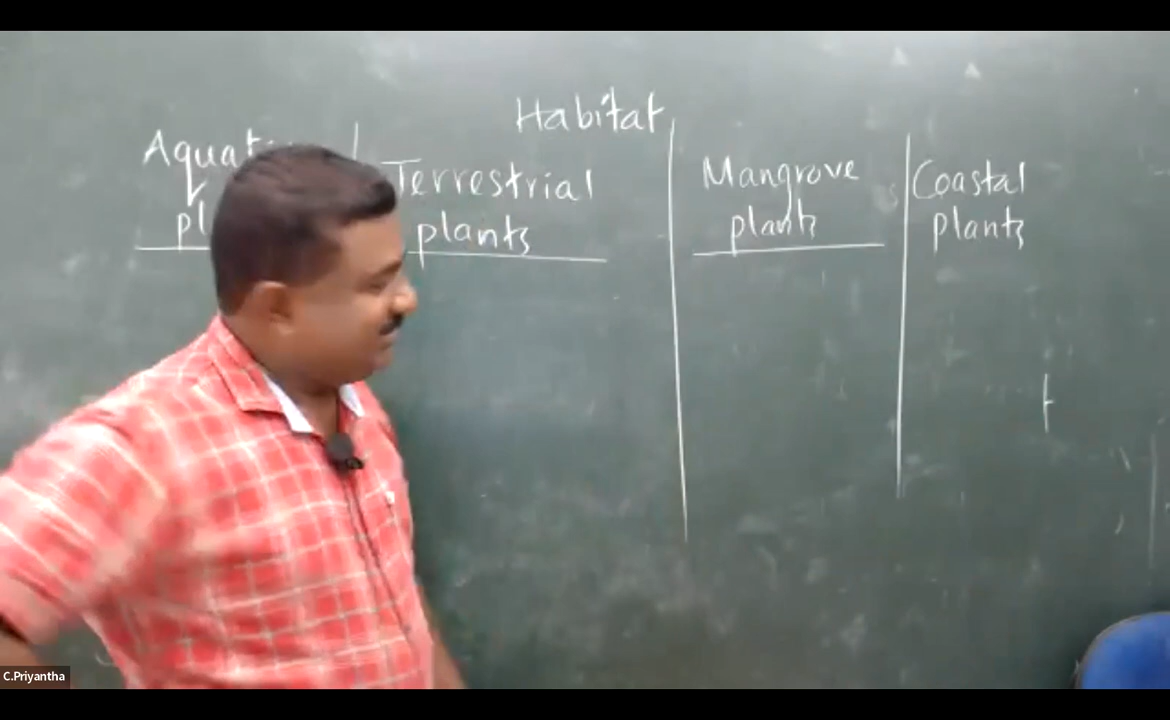 Habitat
Terrestrial
plants
Mangrove
plants
Coastal
plants
C.Priyantha